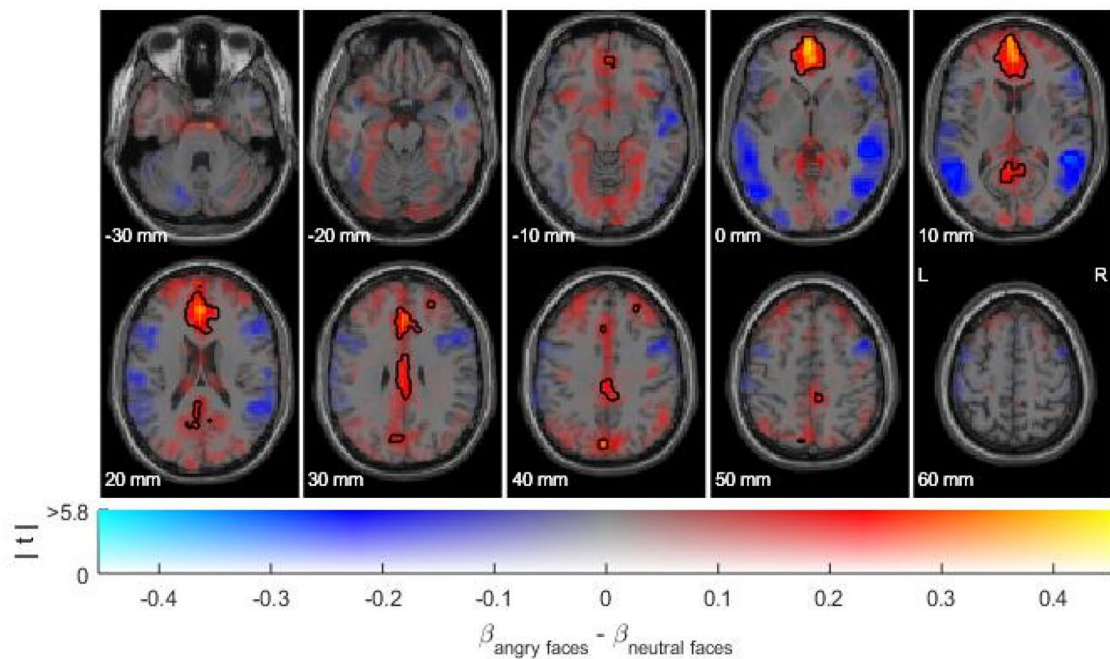 -30 mm
-20 mm
-10 mm
0 mm
10 mm
L R
20 mm
30 mm
40 mm
50 mm
60 mm
>5.8
| t |
0
-0.4 -0.3 -0.2 -0.1 0 0.1 0.2 0.3 0.4
β angry faces - β neutral faces